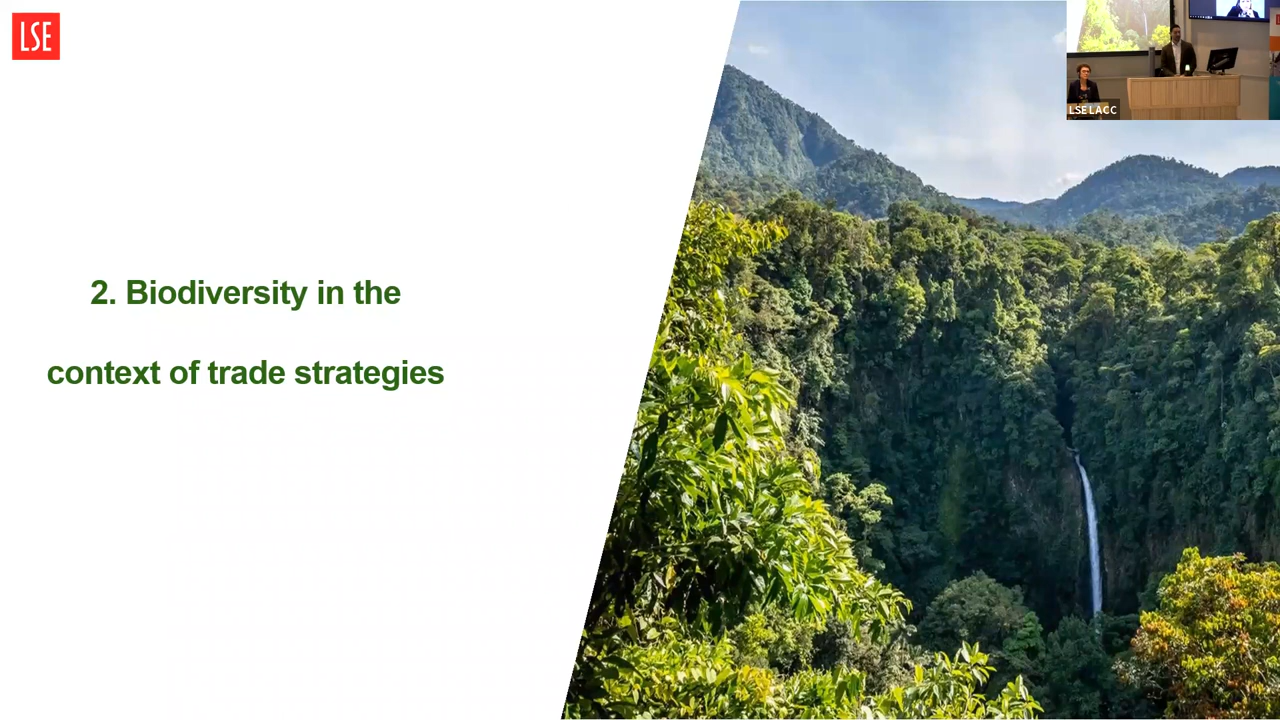 LSE
LSE LACC
2. Biodiversity in the
context of trade strategies